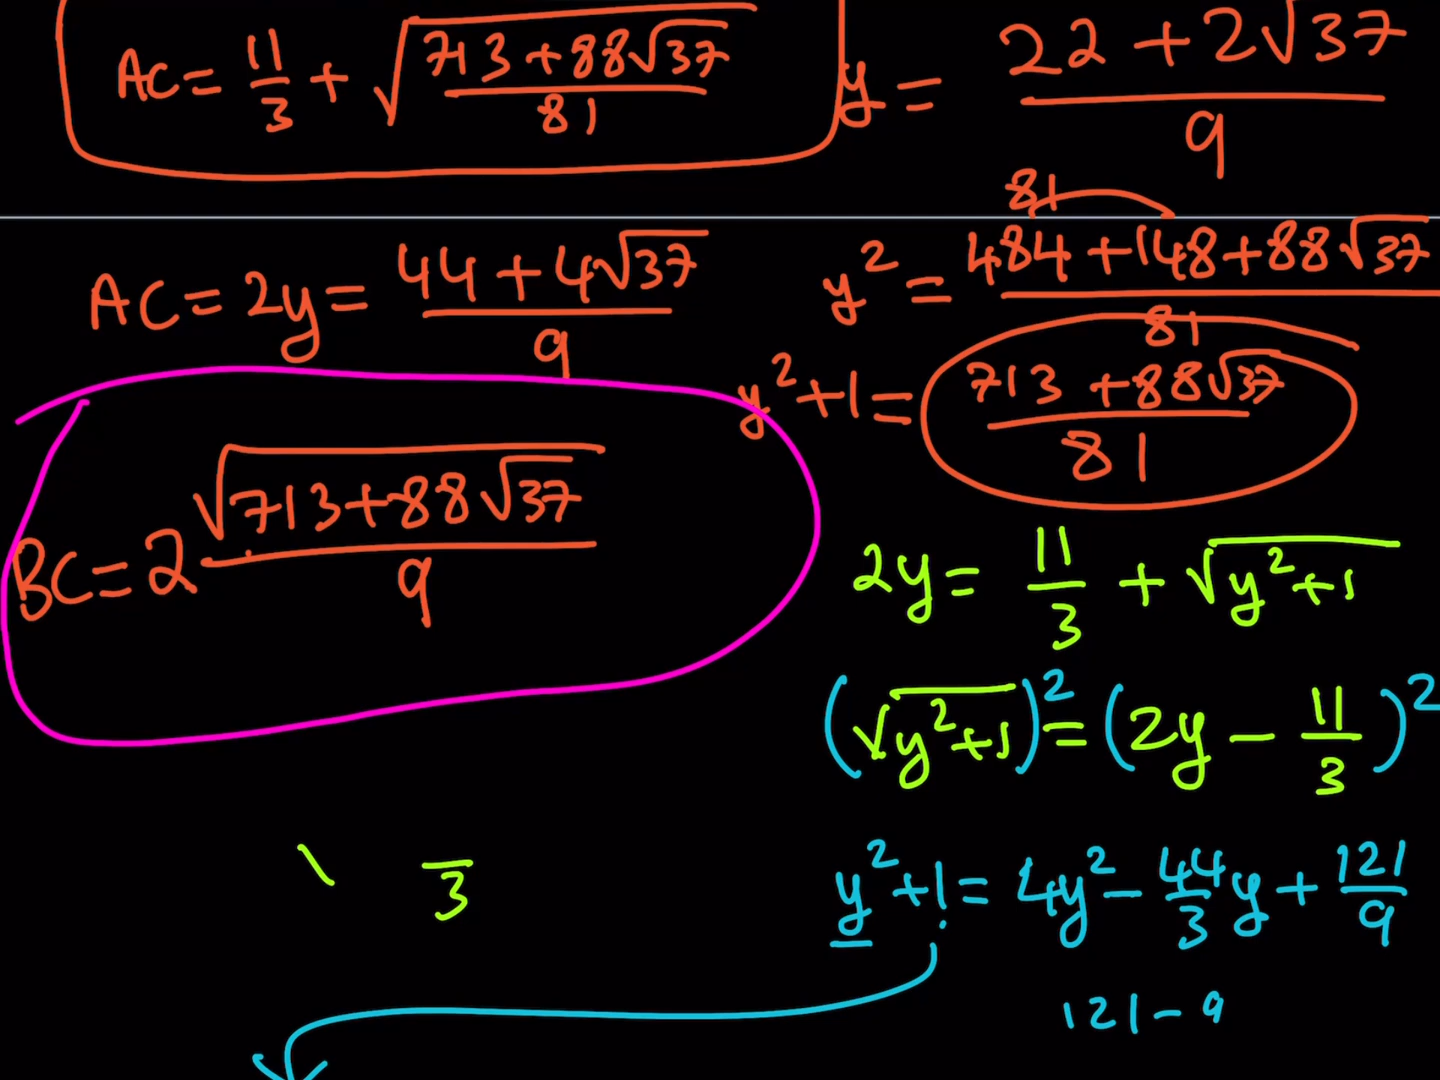 AC = 11/3 + √((713 + 88√37)/81)
y = (22 + 2√37)/9
AC = 2y = (44 + 4√37)/9
81
y² = (484 + 148 + 88√37)/81
y² + 1 = (713 + 88√37)/81
BC = 2 √(713 + 88√37)/9
2y = 11/3 + √(y² + 1)
(√(y² + 1))² = (2y − 11/3)²
y² + 1 = 4y² − 44/3 y + 121/9
3
121 − 9